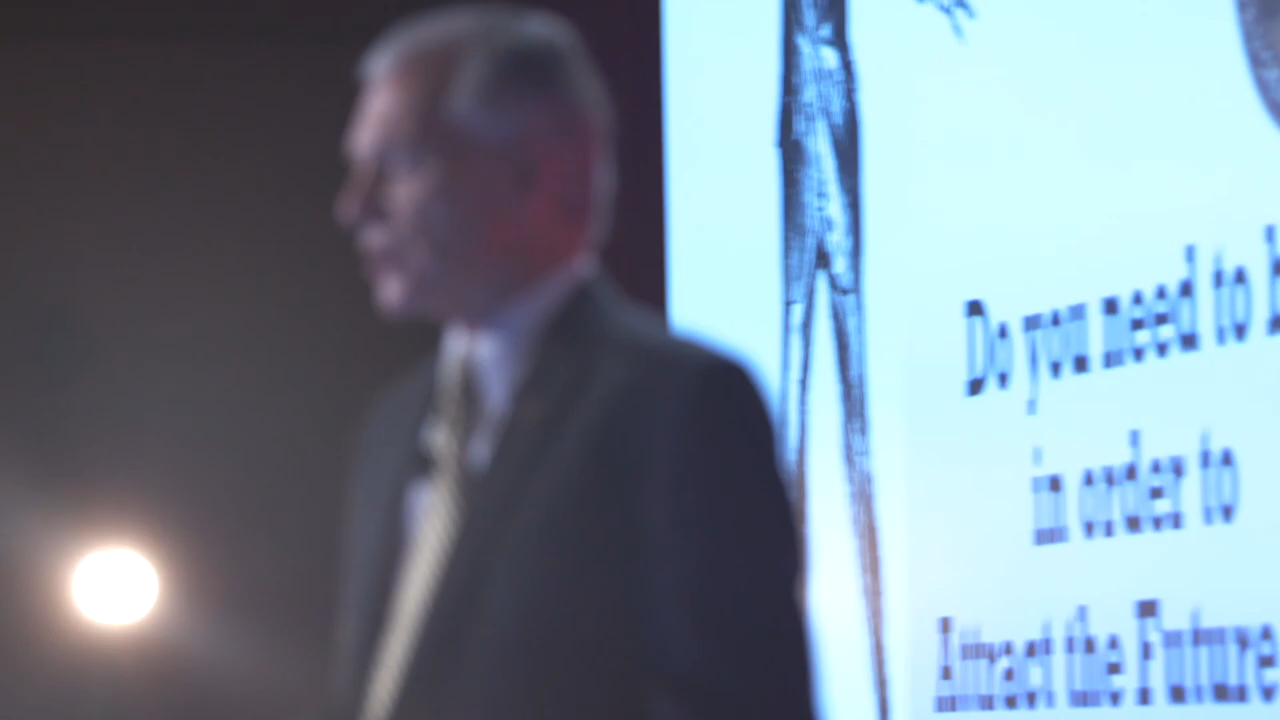 Do you need to
in order to
Attract the Future